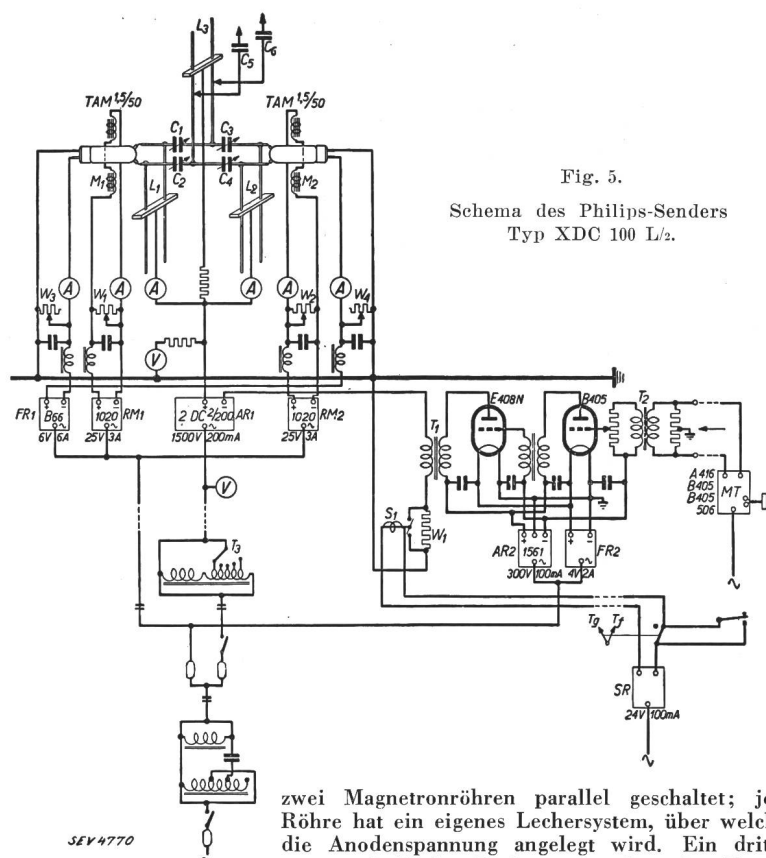 L3
C5
C6
TAM 1,5/50
TAM 1,5/50
C1
C3
C2
C4
M1
L1
L2
M2
Fig. 5.
Schema des Philips-Senders
Typ XDC 100 L/2.
A
A
A
A
A
A
W3
W1
W2
W4
V
FR1
B66
6V 6A
+ 1020 -
RM1
25V 3A
2 DC 2/200
AR1
1500V 200mA
+ 1020 -
RM2
25V 3A
T1
E408N
B405
T2
A416
B405
B405
506
MT
V
S1
W1
AR2
+ 1561 -
300V 100mA
FR2
4V 2A
T3
Tg
Tf
SR
24V 100mA
SEV 4770
zwei Magnetronröhren parallel geschaltet; je
Röhre hat ein eigenes Lechersystem, über welch
die Anodenspannung angelegt wird. Ein dritt